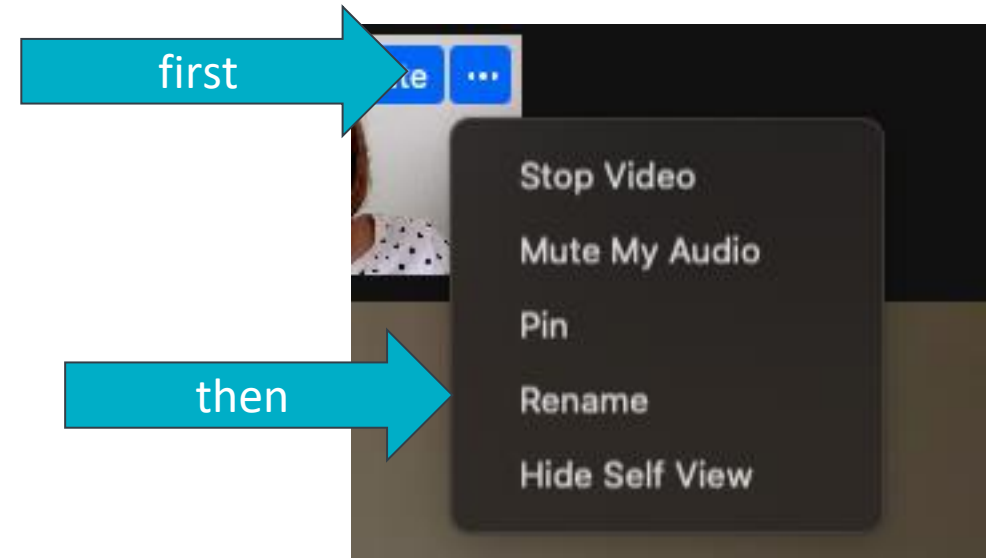 first
...
Stop Video
Mute My Audio
Pin
then
Rename
Hide Self View